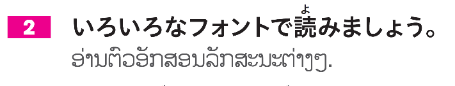 2 いろいろなフォントで読みましょう。
ອ່ານຕົວອັກສອນລັກສະນະຕ່າງໆ.